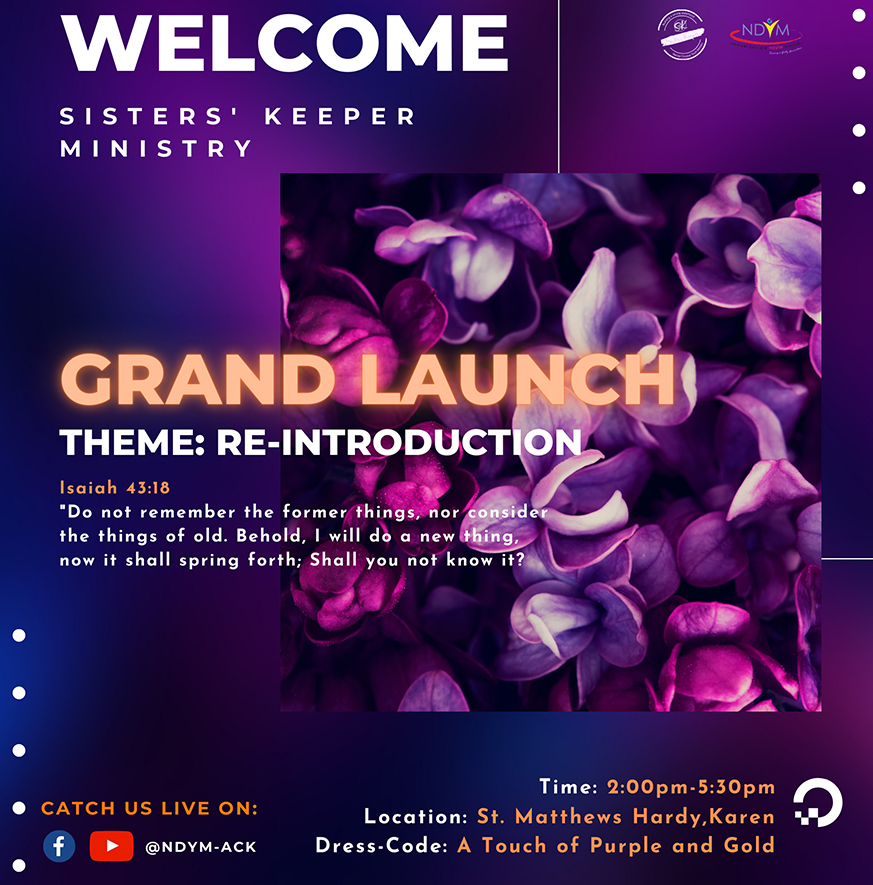 WELCOME
SISTERS' KEEPER
MINISTRY
SK
NDYM
GRAND LAUNCH
THEME: RE-INTRODUCTION
Isaiah 43:18
"Do not remember the former things, nor consider
the things of old. Behold, I will do a new thing,
now it shall spring forth; Shall you not know it?
Time: 2:00pm-5:30pm
Location: St. Matthews Hardy,Karen
Dress-Code: A Touch of Purple and Gold
CATCH US LIVE ON:
f
@NDYM-ACK